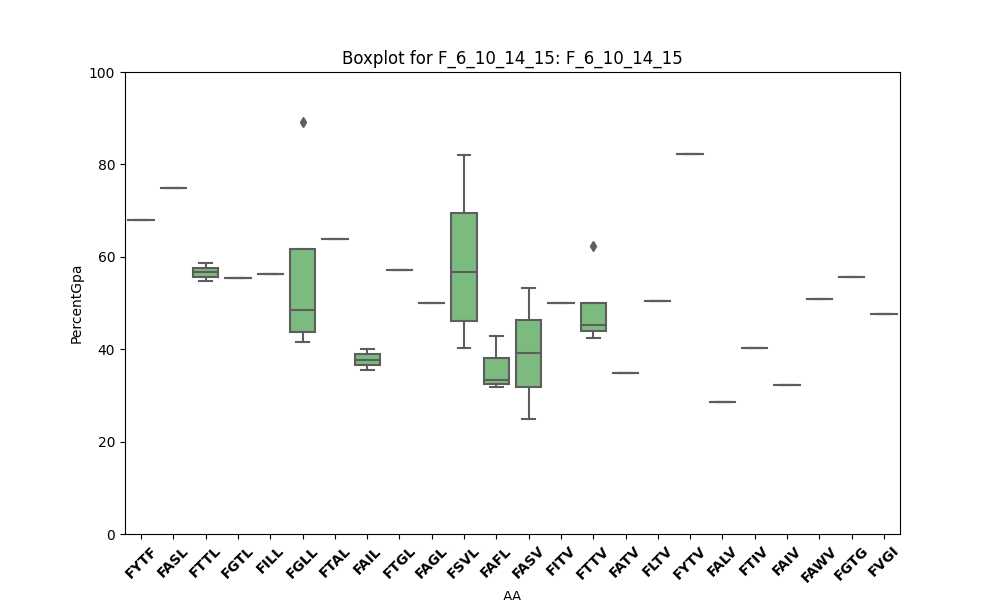 Boxplot for F_6_10_14_15: F_6_10_14_15
100
80
60
40
20
0
PercentGpa
FYTF FASL FTTL FGTL FILL FGLL FTAL FAIL FTGL FAGL FSVL FAFL FASV FITV FTTV FATV FLTV FYTV FALV FTIV FAIV FAWV FGTG FVGI
AA